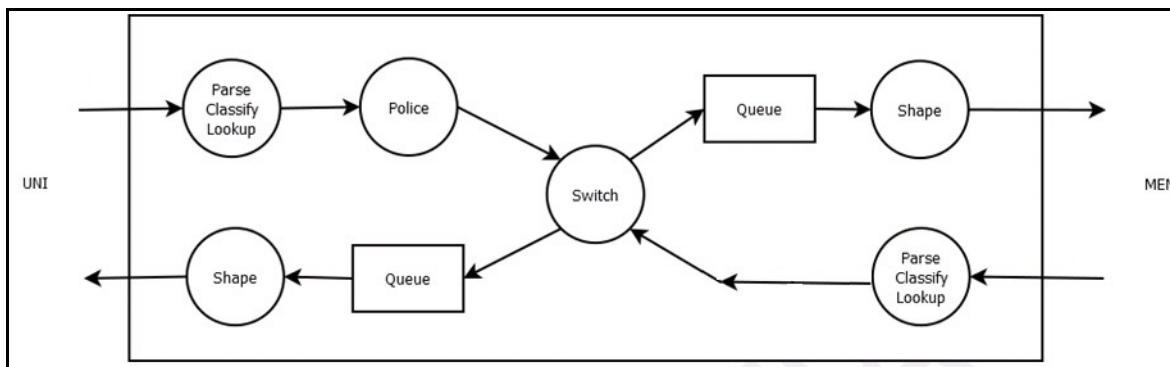 Parse
Classify
Lookup
Police
Queue
Shape
UNI
Switch
MEN
Shape
Queue
Parse
Classify
Lookup